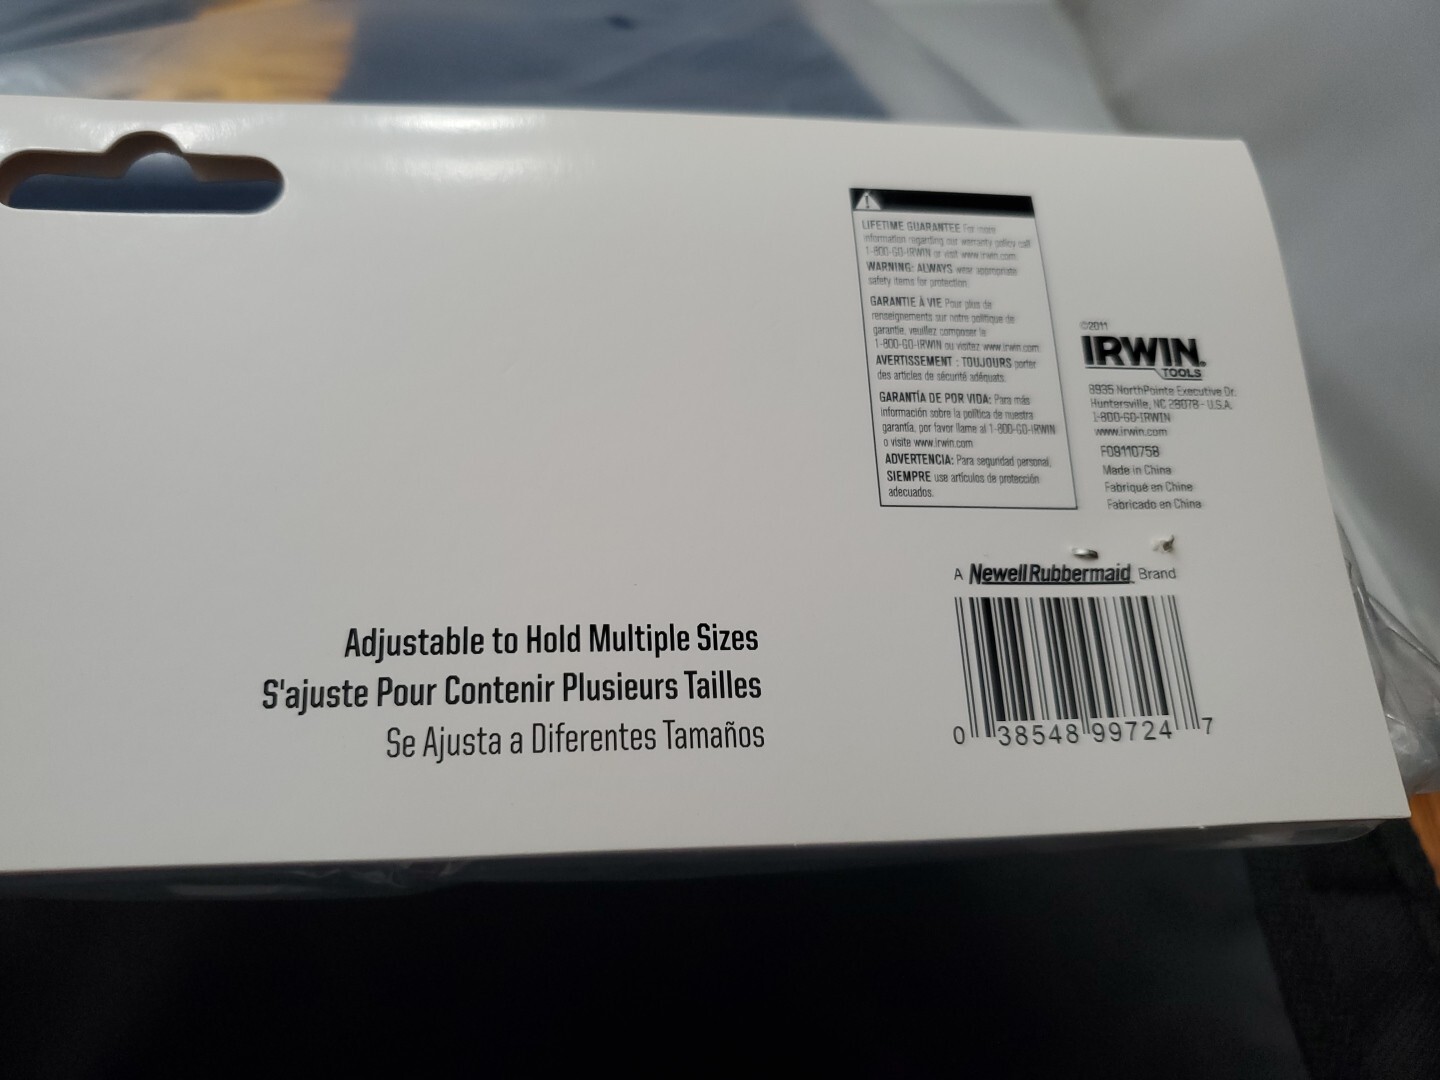 LIFETIME GUARANTEE For more
information regarding our warranty policy call
1-800-GO-IRWIN or visit www.irwin.com
WARNING: ALWAYS wear appropriate
safety items for protection.
GARANTIE À VIE Pour plus de
renseignements sur notre politique de
garantie, veuillez composer le
1-800-GO-IRWIN ou visitez www.irwin.com
AVERTISSEMENT : TOUJOURS porter
des articles de sécurité adéquats.
GARANTÍA DE POR VIDA: Para más
información sobre la política de nuestra
garantía, por favor llame al 1-800-GO-IRWIN
o visite www.irwin.com
ADVERTENCIA: Para seguridad personal,
SIEMPRE use artículos de protección
adecuados.
©2011
IRWIN.
TOOLS
8935 NorthPointe Executive Dr.
Huntersville, NC 28078 - U.S.A.
1-800-GO-IRWIN
www.irwin.com
F09110758
Made in China
Fabriqué en Chine
Fabricado en China
A NewellRubbermaid Brand
0 38548 99724 7
Adjustable to Hold Multiple Sizes
S'ajuste Pour Contenir Plusieurs Tailles
Se Ajusta a Diferentes Tamaños